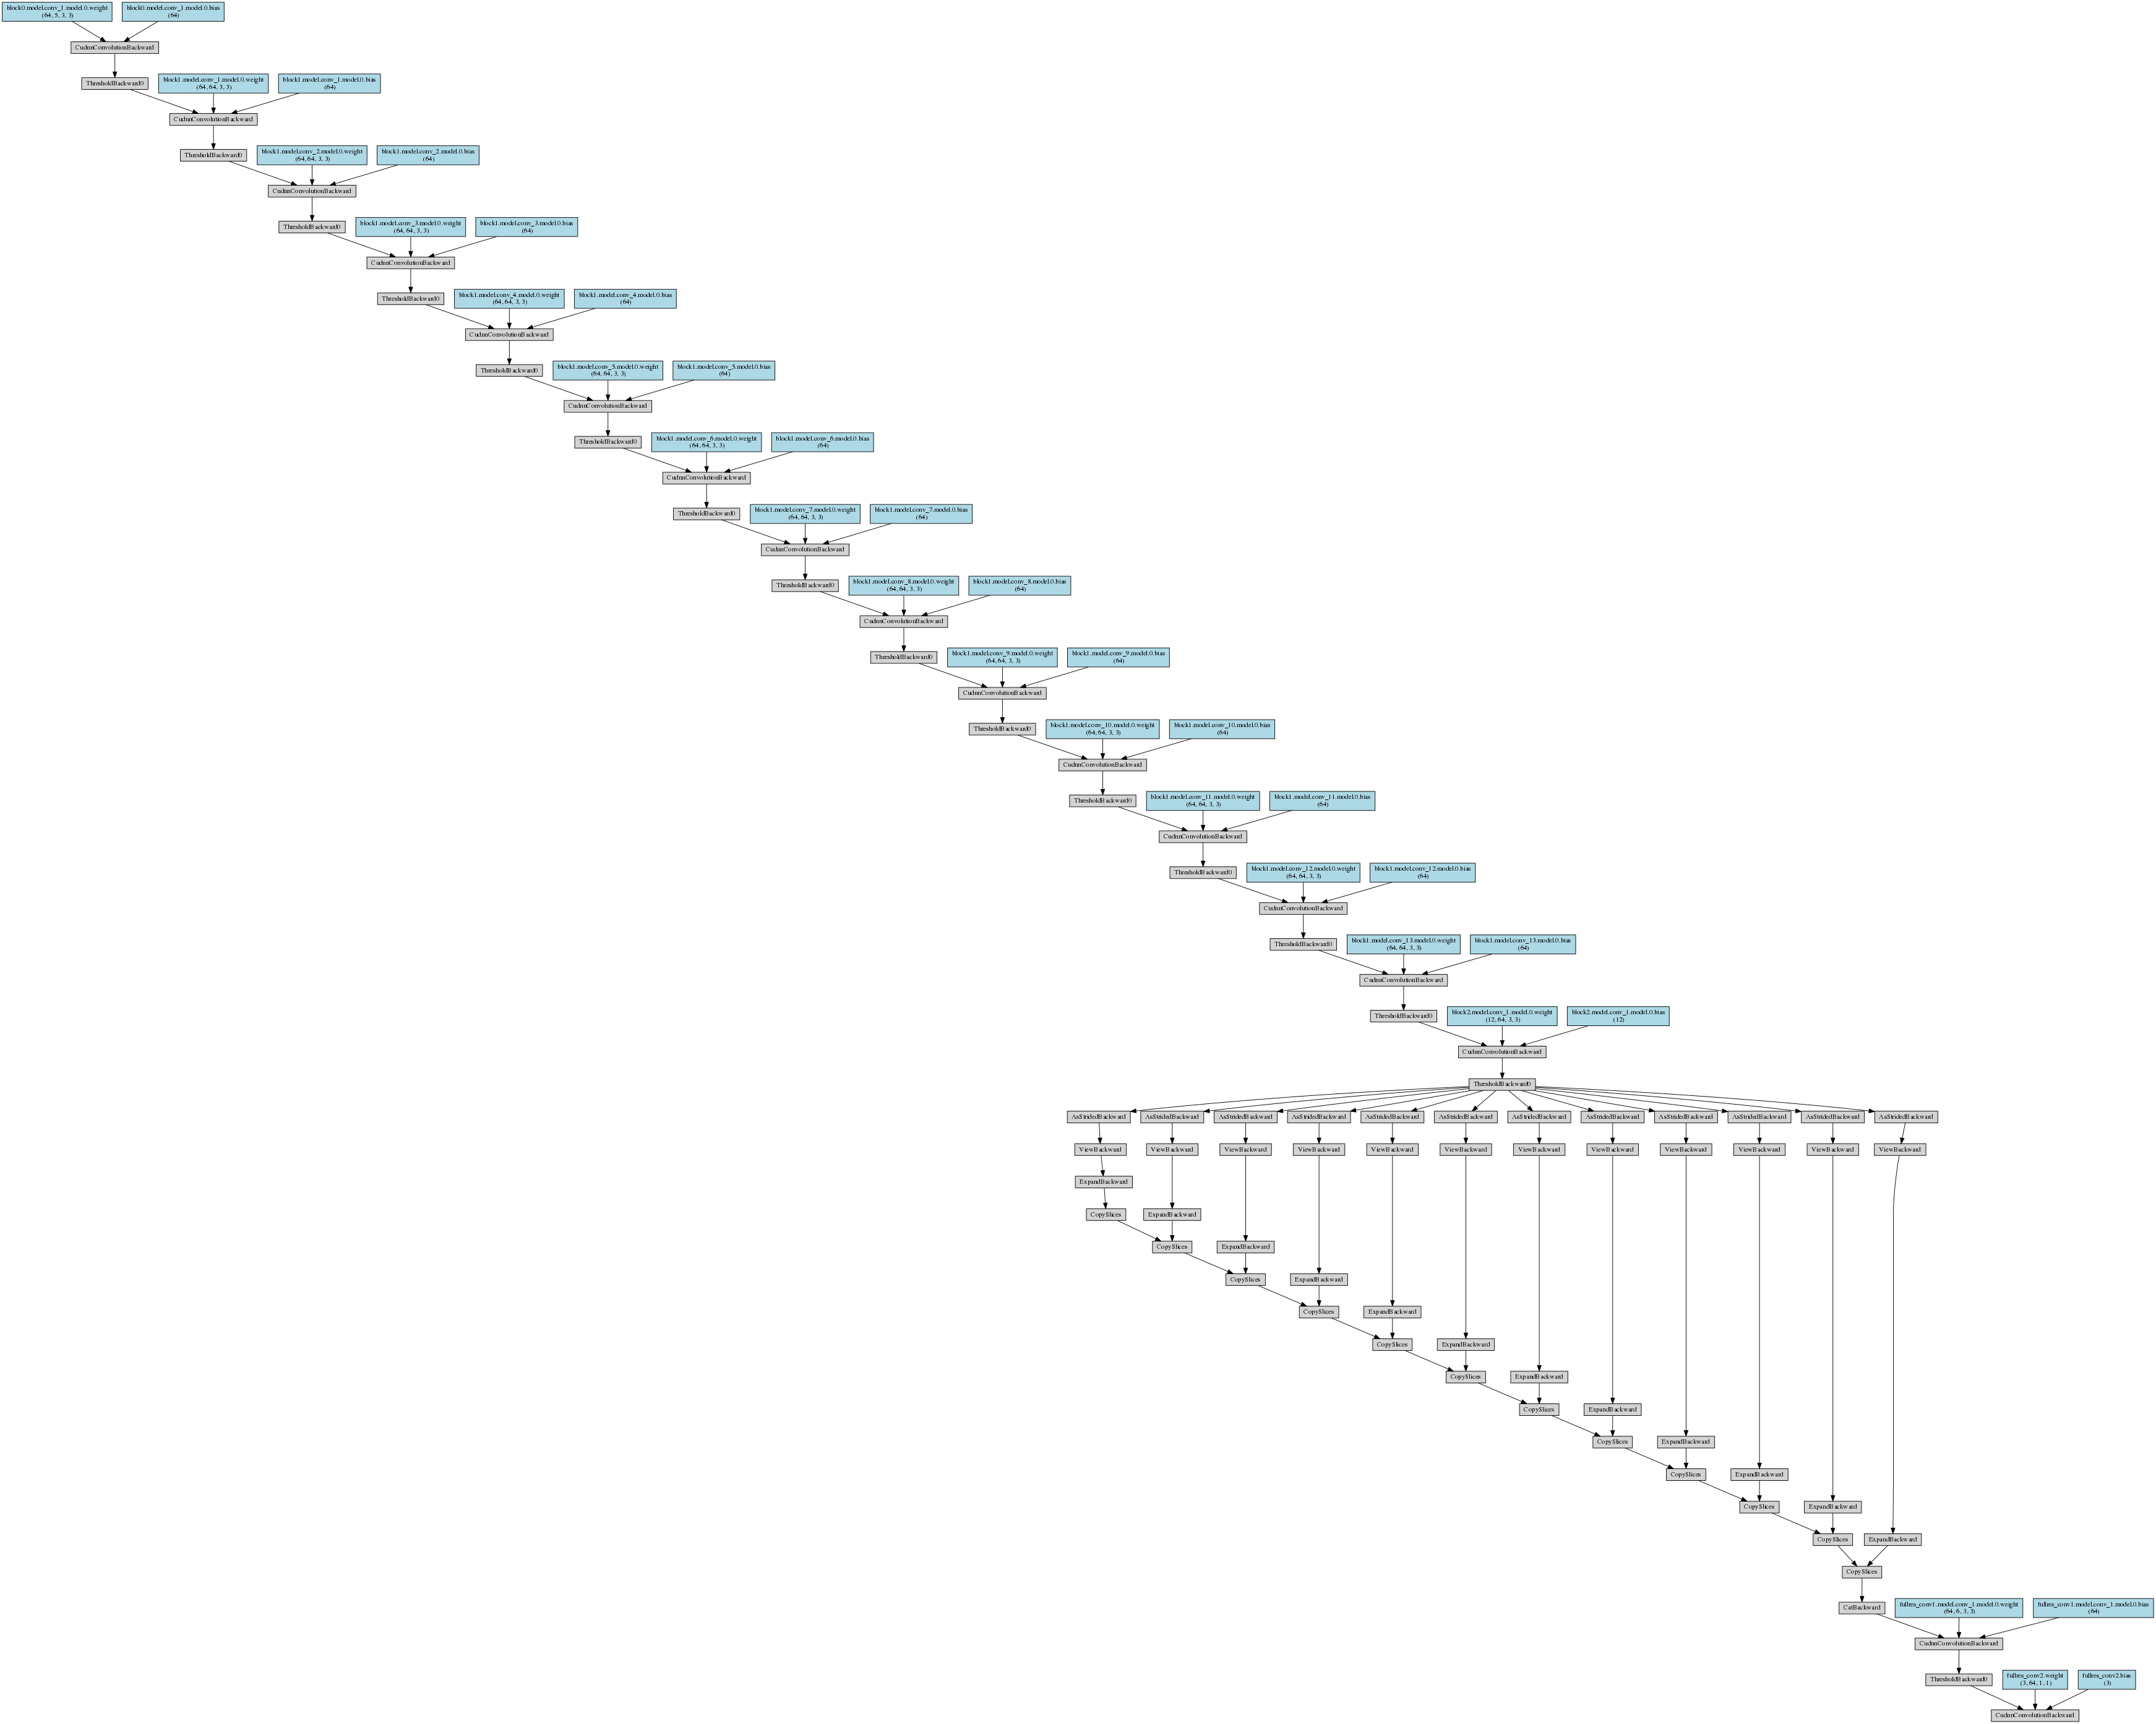 block0.model.conv_1.model.0.weight
(64, 5, 3, 3)
block0.model.conv_1.model.0.bias
(64)
CudnnConvolutionBackward
ThresholdBackward0
block1.model.conv_1.model.0.weight
(64, 64, 3, 3)
block1.model.conv_1.model.0.bias
(64)
CudnnConvolutionBackward
ThresholdBackward0
block1.model.conv_2.model.0.weight
(64, 64, 3, 3)
block1.model.conv_2.model.0.bias
(64)
CudnnConvolutionBackward
ThresholdBackward0
block1.model.conv_3.model.0.weight
(64, 64, 3, 3)
block1.model.conv_3.model.0.bias
(64)
CudnnConvolutionBackward
ThresholdBackward0
block1.model.conv_4.model.0.weight
(64, 64, 3, 3)
block1.model.conv_4.model.0.bias
(64)
CudnnConvolutionBackward
ThresholdBackward0
block1.model.conv_5.model.0.weight
(64, 64, 3, 3)
block1.model.conv_5.model.0.bias
(64)
CudnnConvolutionBackward
ThresholdBackward0
block1.model.conv_6.model.0.weight
(64, 64, 3, 3)
block1.model.conv_6.model.0.bias
(64)
CudnnConvolutionBackward
ThresholdBackward0
block1.model.conv_7.model.0.weight
(64, 64, 3, 3)
block1.model.conv_7.model.0.bias
(64)
CudnnConvolutionBackward
ThresholdBackward0
block1.model.conv_8.model.0.weight
(64, 64, 3, 3)
block1.model.conv_8.model.0.bias
(64)
CudnnConvolutionBackward
ThresholdBackward0
block1.model.conv_9.model.0.weight
(64, 64, 3, 3)
block1.model.conv_9.model.0.bias
(64)
CudnnConvolutionBackward
ThresholdBackward0
block1.model.conv_10.model.0.weight
(64, 64, 3, 3)
block1.model.conv_10.model.0.bias
(64)
CudnnConvolutionBackward
ThresholdBackward0
block1.model.conv_11.model.0.weight
(64, 64, 3, 3)
block1.model.conv_11.model.0.bias
(64)
CudnnConvolutionBackward
ThresholdBackward0
block1.model.conv_12.model.0.weight
(64, 64, 3, 3)
block1.model.conv_12.model.0.bias
(64)
CudnnConvolutionBackward
ThresholdBackward0
block1.model.conv_13.model.0.weight
(64, 64, 3, 3)
block1.model.conv_13.model.0.bias
(64)
CudnnConvolutionBackward
ThresholdBackward0
block2.model.conv_1.model.0.weight
(12, 64, 3, 3)
block2.model.conv_1.model.0.bias
(12)
CudnnConvolutionBackward
ThresholdBackward0
AsStridedBackward
AsStridedBackward
AsStridedBackward
AsStridedBackward
AsStridedBackward
AsStridedBackward
AsStridedBackward
AsStridedBackward
AsStridedBackward
AsStridedBackward
AsStridedBackward
AsStridedBackward
ViewBackward
ViewBackward
ViewBackward
ViewBackward
ViewBackward
ViewBackward
ViewBackward
ViewBackward
ViewBackward
ViewBackward
ViewBackward
ViewBackward
ExpandBackward
CopySlices
ExpandBackward
CopySlices
ExpandBackward
CopySlices
ExpandBackward
CopySlices
ExpandBackward
CopySlices
ExpandBackward
CopySlices
ExpandBackward
CopySlices
ExpandBackward
CopySlices
ExpandBackward
CopySlices
ExpandBackward
CopySlices
ExpandBackward
CopySlices
ExpandBackward
CopySlices
CatBackward
fullres_conv1.model.conv_1.model.0.weight
(64, 6, 3, 3)
fullres_conv1.model.conv_1.model.0.bias
(64)
CudnnConvolutionBackward
ThresholdBackward0
fullres_conv2.weight
(3, 64, 1, 1)
fullres_conv2.bias
(3)
CudnnConvolutionBackward